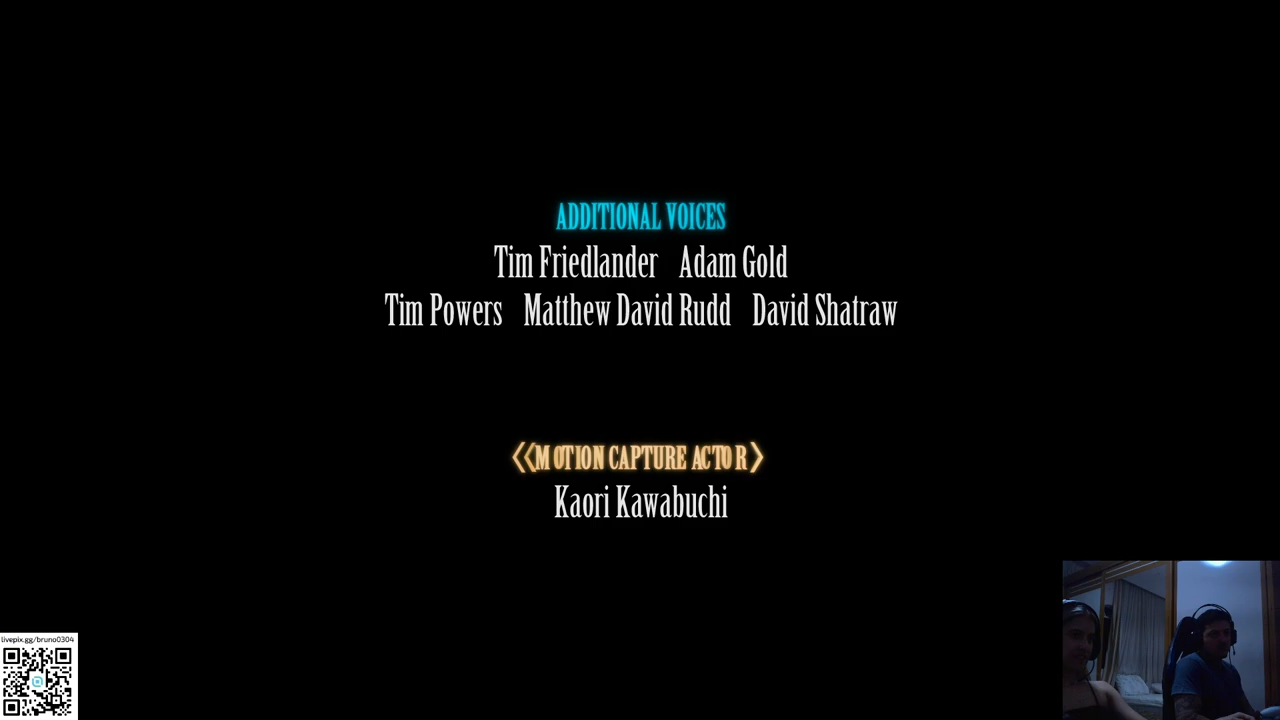 ADDITIONAL VOICES
Tim Friedlander Adam Gold
Tim Powers Matthew David Rudd David Shatraw
《MOTION CAPTURE ACTOR〉
Kaori Kawabuchi
livepix.gg/bruno0304